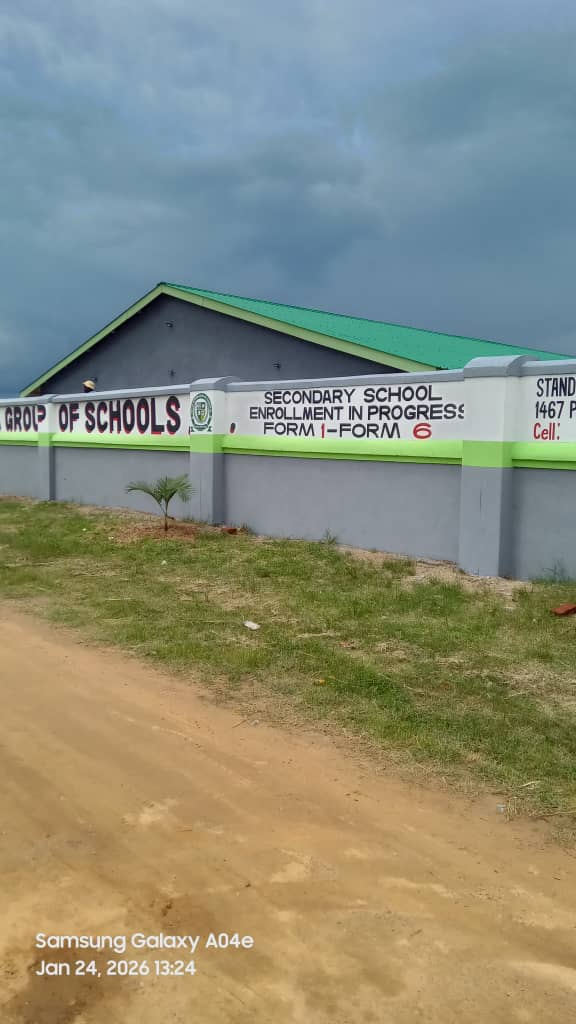 GROUP OF SCHOOLS
SECONDARY SCHOOL
ENROLLMENT IN PROGRESS
FORM 1-FORM 6
STAND
1467 P
Cell:
Samsung Galaxy A04e
Jan 24, 2026 13:24